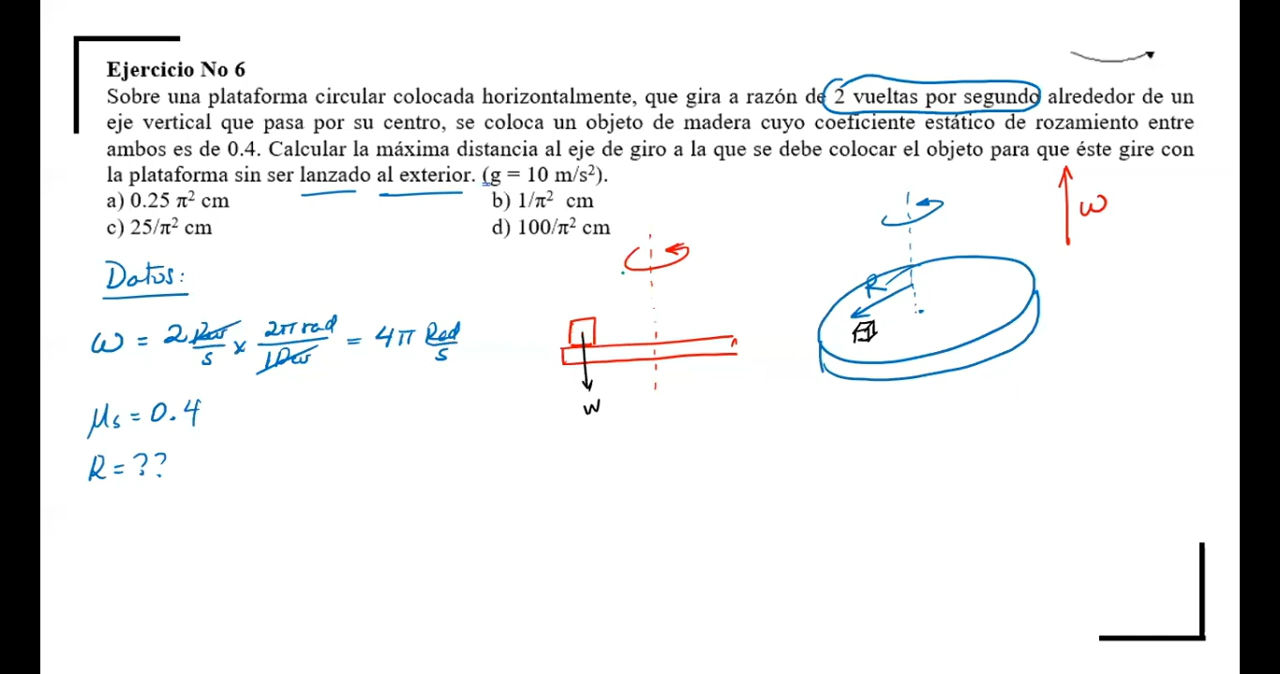 Ejercicio No 6
Sobre una plataforma circular colocada horizontalmente, que gira a razón de 2 vueltas por segundo alrededor de un
eje vertical que pasa por su centro, se coloca un objeto de madera cuyo coeficiente estático de rozamiento entre
ambos es de 0.4. Calcular la máxima distancia al eje de giro a la que se debe colocar el objeto para que éste gire con
la plataforma sin ser lanzado al exterior. (g = 10 m/s²).
a) 0.25 π² cm b) 1/π² cm
c) 25/π² cm d) 100/π² cm
ω
Datos:
R
ω = 2 Rev/s × 2π rad/1 Rev = 4π Rad/s
W
μs = 0.4
R = ??